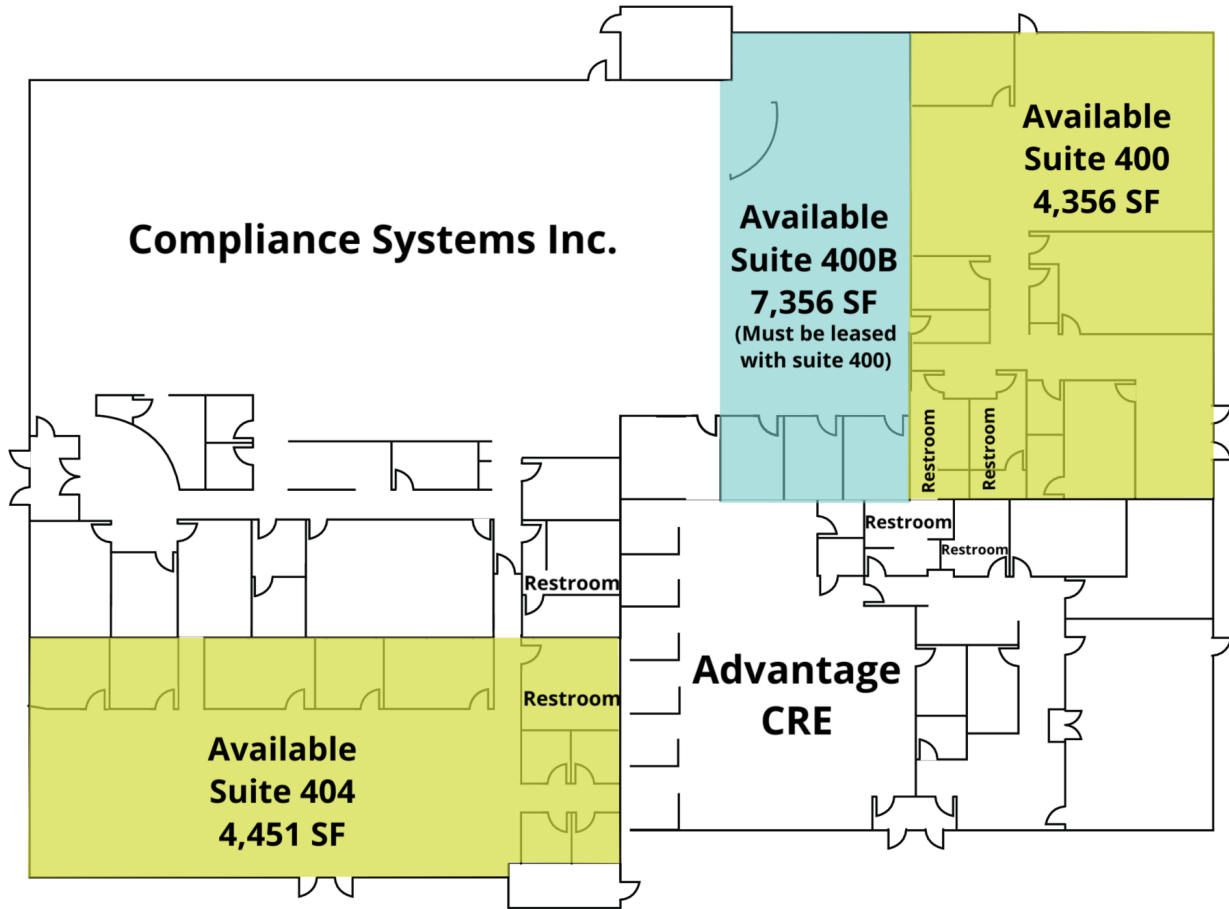 Available
Suite 400
4,356 SF
Compliance Systems Inc.
Available
Suite 400B
7,356 SF
(Must be leased
with suite 400)
Restroom
Restroom
Restroom
Restroom
Restroom
Advantage
CRE
Restroom
Available
Suite 404
4,451 SF